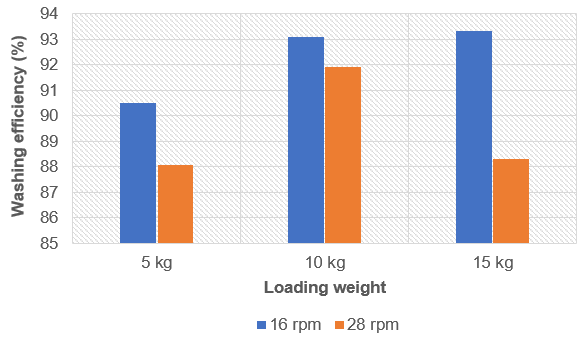 94
93
92
91
90
89
88
87
86
85
Washing efficiency (%)
5 kg
10 kg
15 kg
Loading weight
16 rpm
28 rpm